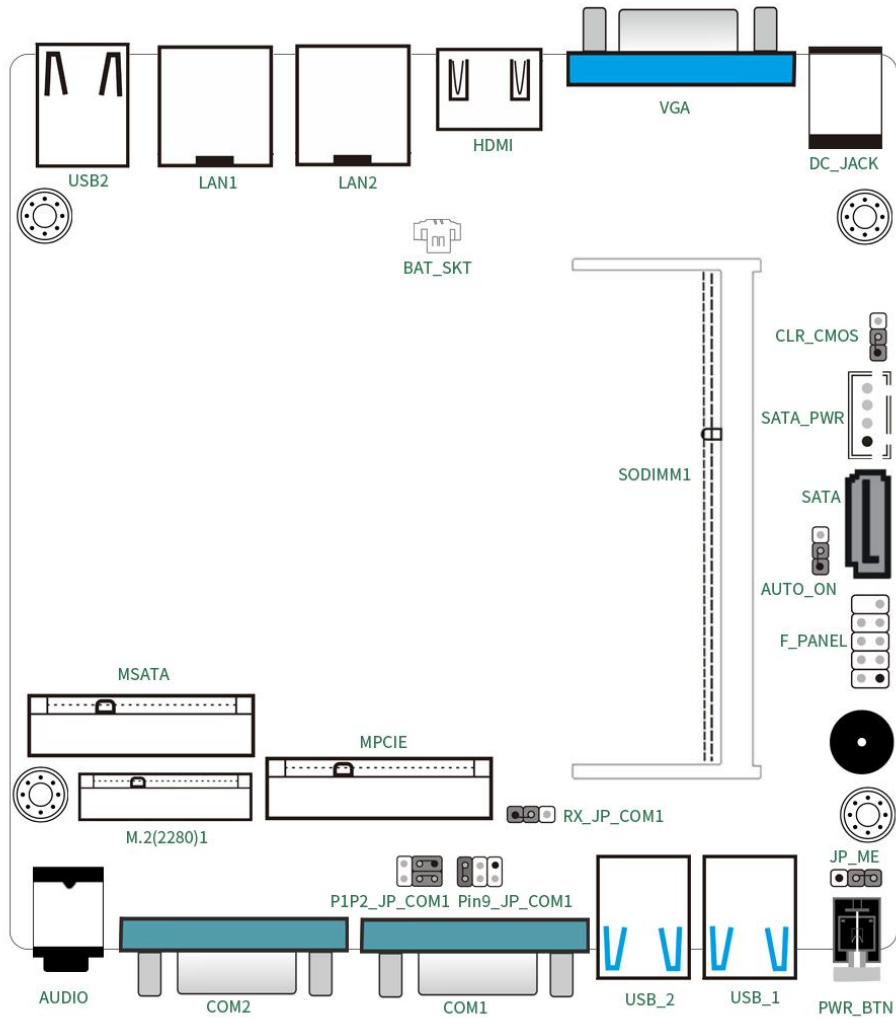 VGA
HDMI
DC_JACK
USB2
LAN1
LAN2
BAT_SKT
CLR_CMOS
SATA_PWR
SODIMM1
SATA
AUTO_ON
F_PANEL
MSATA
MPCIE
RX_JP_COM1
M.2(2280)1
JP_ME
P1P2_JP_COM1 Pin9_JP_COM1
AUDIO
COM2
COM1
USB_2
USB_1
PWR_BTN